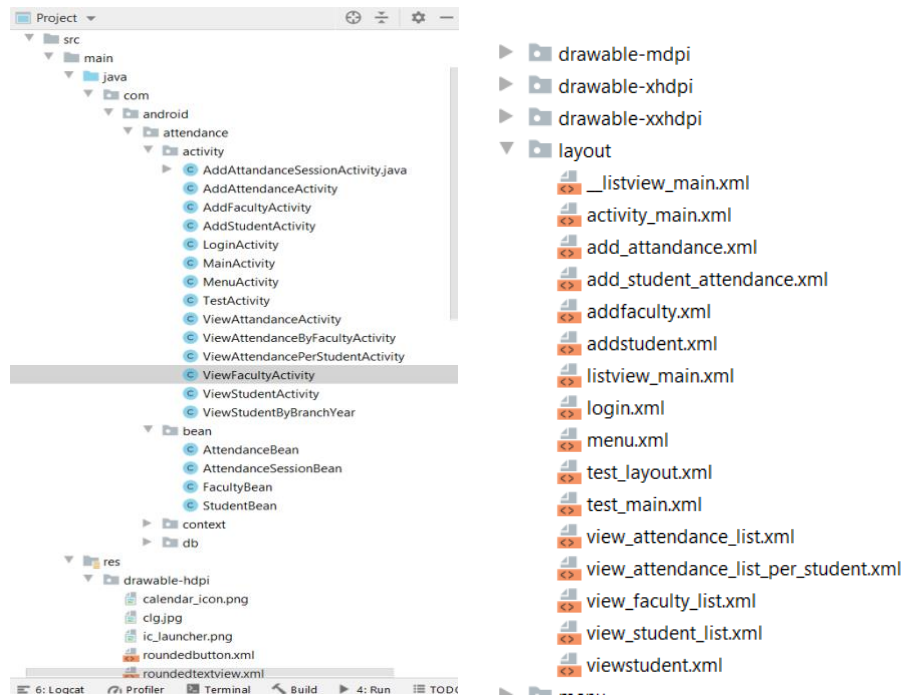 Project
src
main
java
com
android
attendance
activity
AddAttandanceSessionActivity.java
AddAttendanceActivity
AddFacultyActivity
AddStudentActivity
LoginActivity
MainActivity
MenuActivity
TestActivity
ViewAttandanceActivity
ViewAttendanceByFacultyActivity
ViewAttendancePerStudentActivity
ViewFacultyActivity
ViewStudentActivity
ViewStudentByBranchYear
bean
AttendanceBean
AttendanceSessionBean
FacultyBean
StudentBean
context
db
res
drawable-hdpi
calendar_icon.png
clg.jpg
ic_launcher.png
roundedbutton.xml
roundedtextview.xml
6: Logcat Profiler Terminal Build 4: Run TODO
drawable-mdpi
drawable-xhdpi
drawable-xxhdpi
layout
__listview_main.xml
activity_main.xml
add_attandance.xml
add_student_attendance.xml
addfaculty.xml
addstudent.xml
listview_main.xml
login.xml
menu.xml
test_layout.xml
test_main.xml
view_attendance_list.xml
view_attendance_list_per_student.xml
view_faculty_list.xml
view_student_list.xml
viewstudent.xml